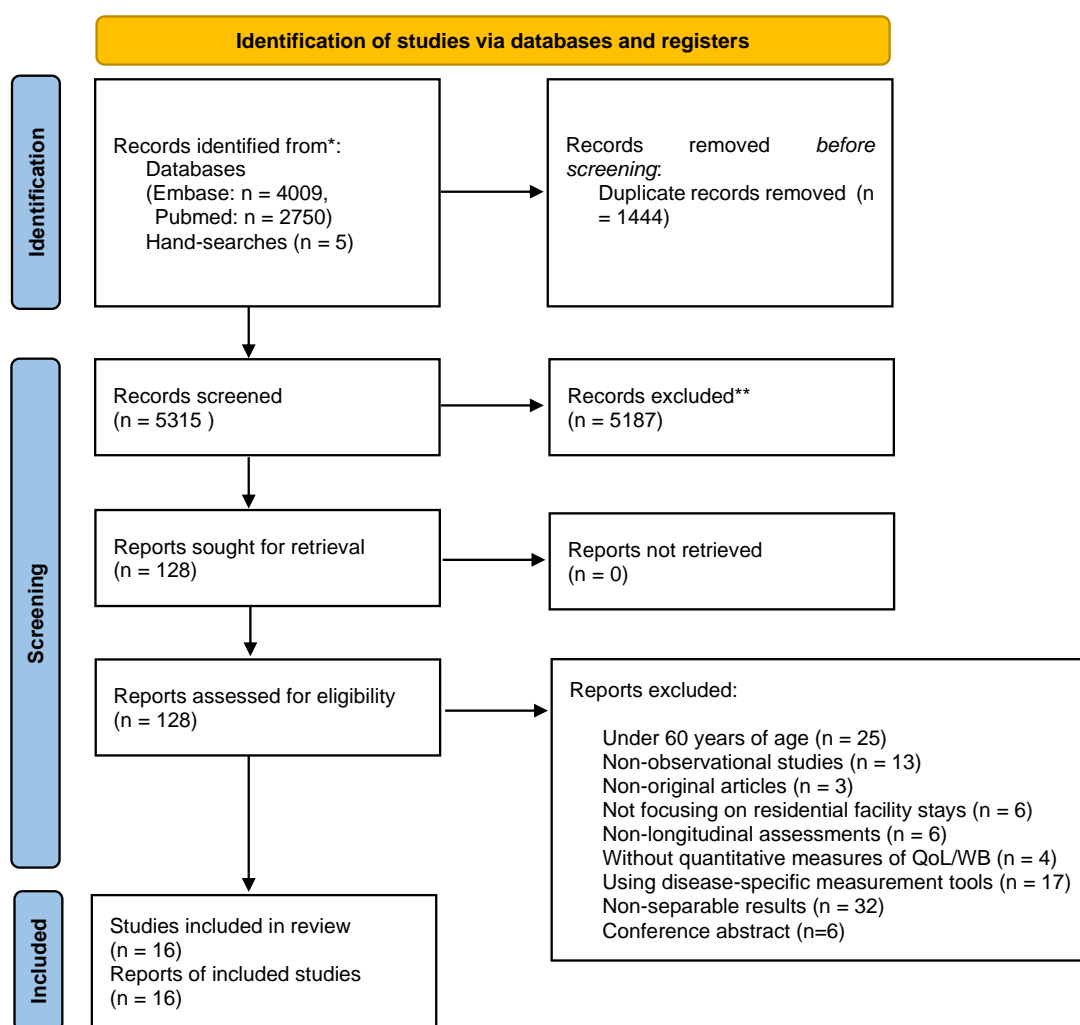 Identification of studies via databases and registers
Identification
Records identified from*:
Databases
(Embase: n = 4009,
Pubmed: n = 2750)
Hand-searches (n = 5)
Records removed before
screening:
Duplicate records removed (n
= 1444)
Screening
Records screened
(n = 5315 )
Records excluded**
(n = 5187)
Reports sought for retrieval
(n = 128)
Reports not retrieved
(n = 0)
Reports assessed for eligibility
(n = 128)
Reports excluded:
Under 60 years of age (n = 25)
Non-observational studies (n = 13)
Non-original articles (n = 3)
Not focusing on residential facility stays (n = 6)
Non-longitudinal assessments (n = 6)
Without quantitative measures of QoL/WB (n = 4)
Using disease-specific measurement tools (n = 17)
Non-separable results (n = 32)
Conference abstract (n=6)
Included
Studies included in review
(n = 16)
Reports of included studies
(n = 16)